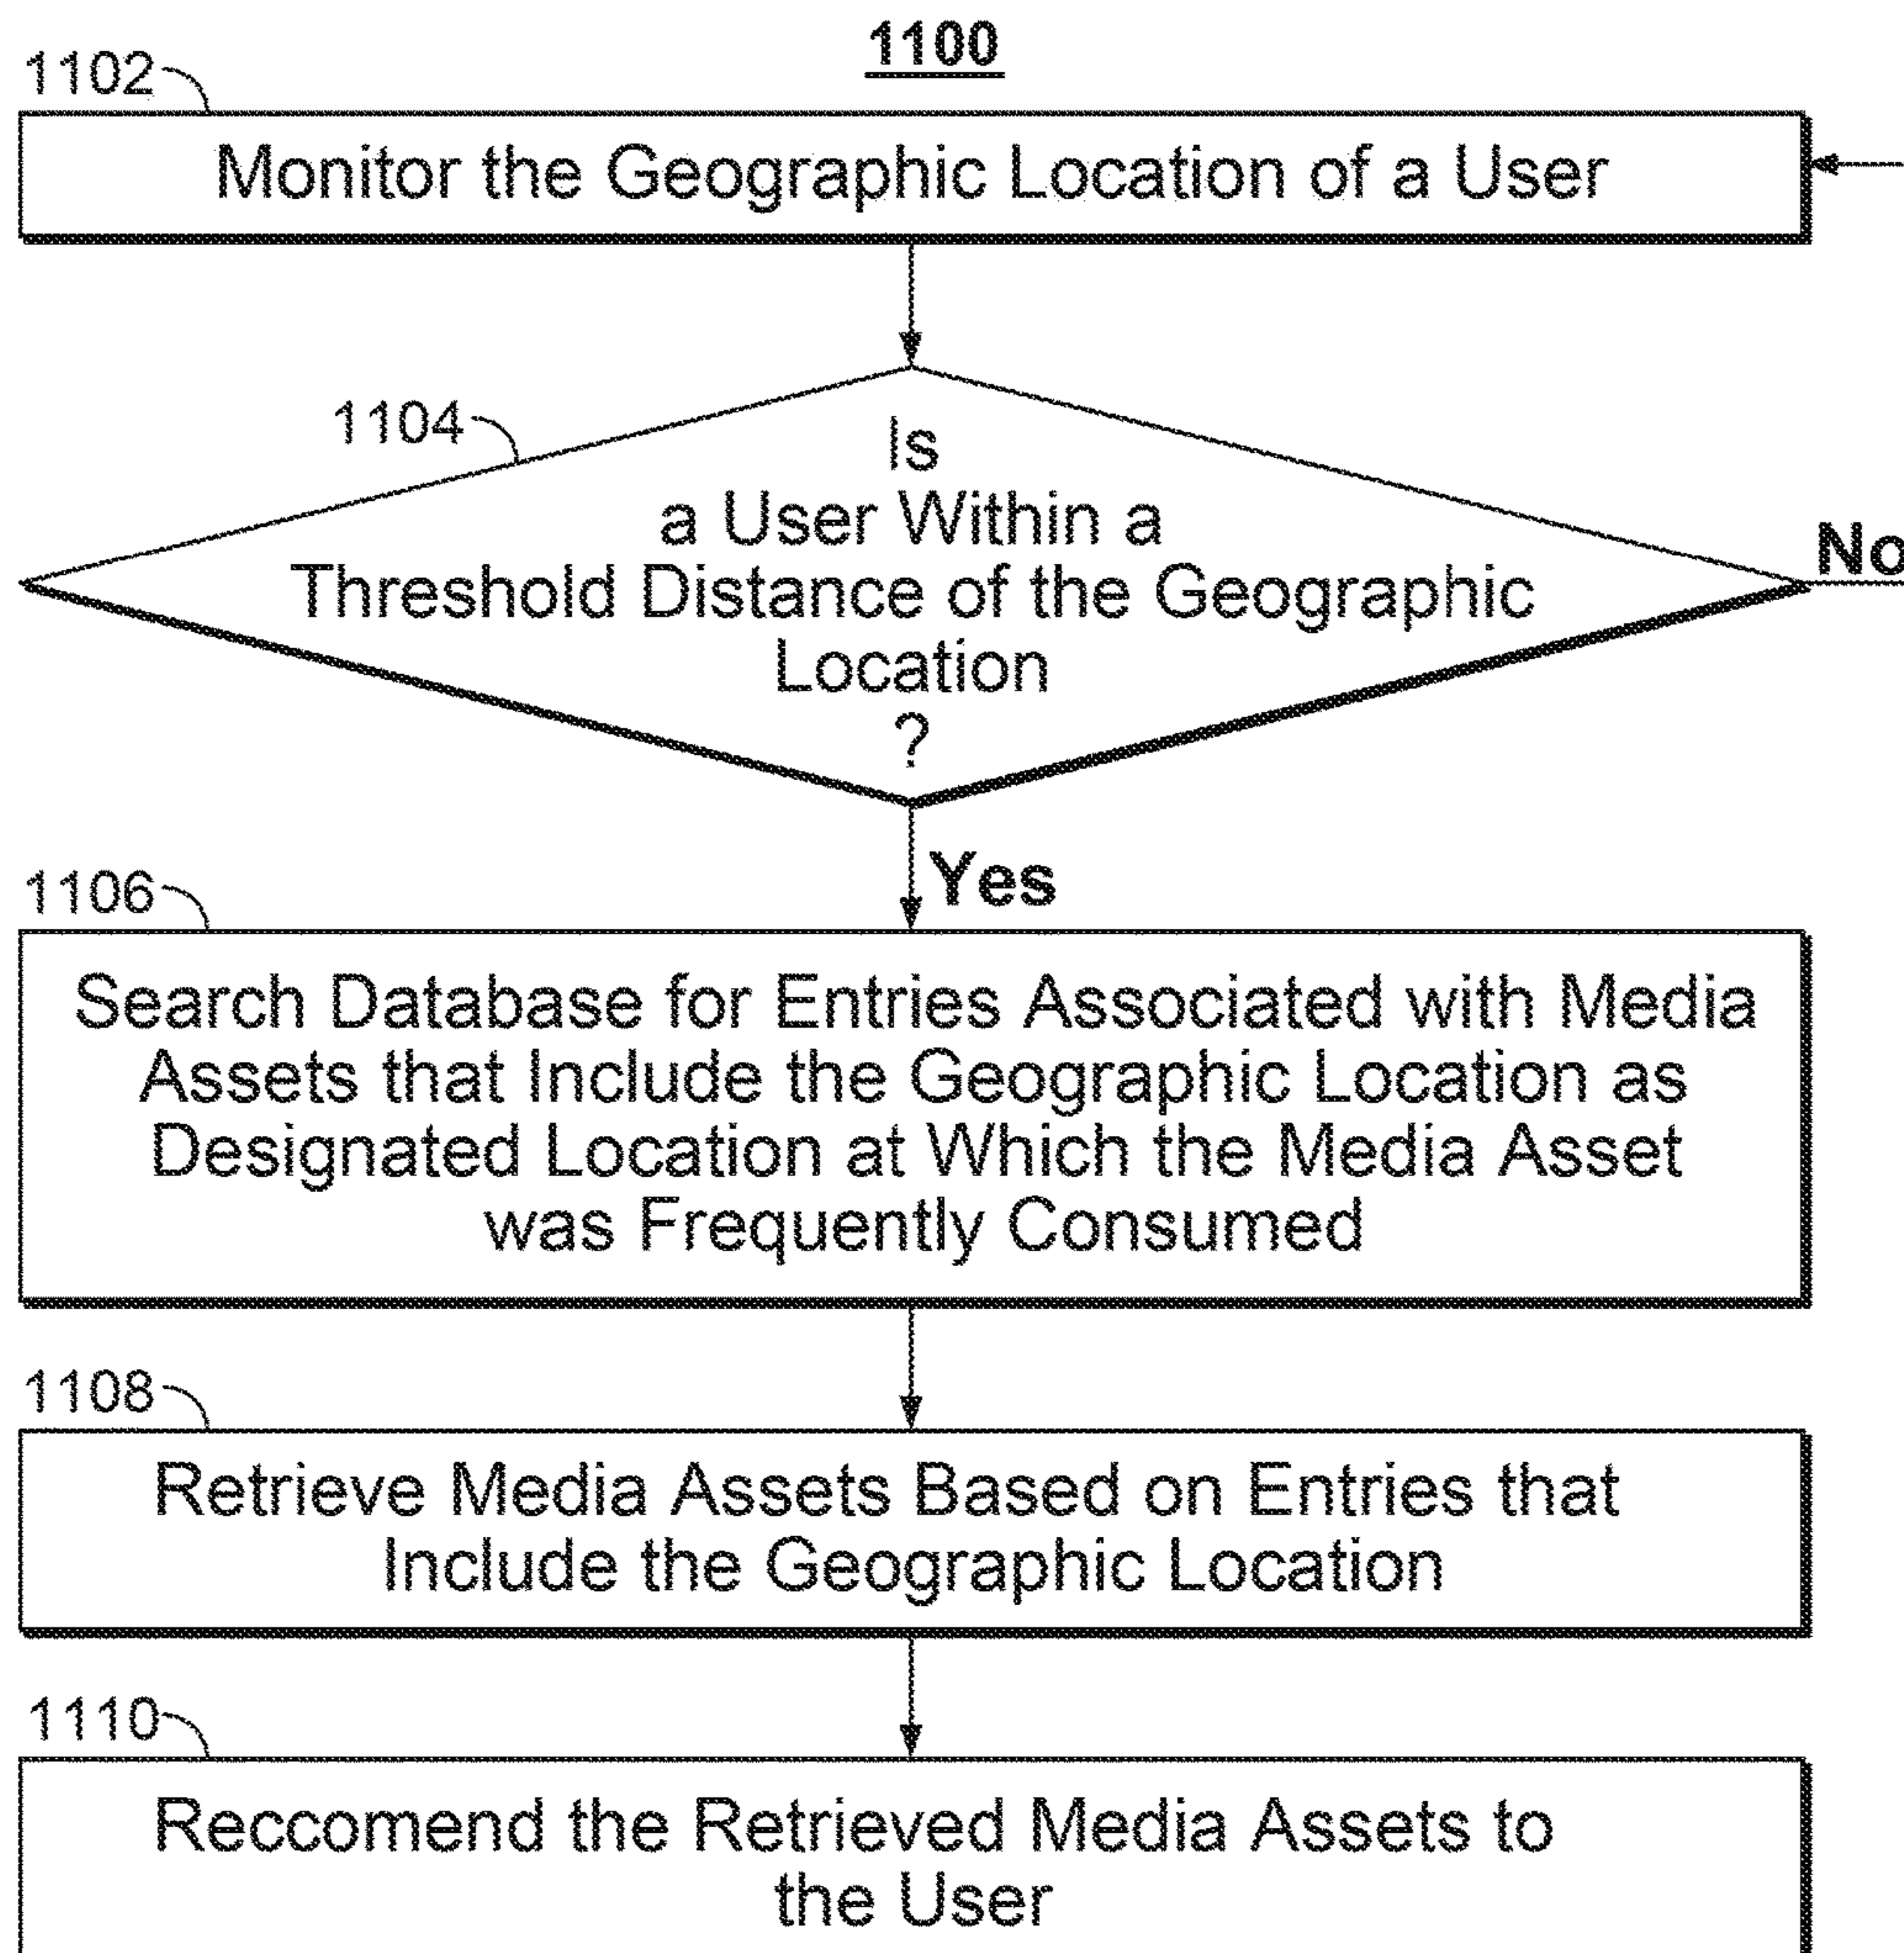 1100
1102
Monitor the Geographic Location of a User
1104
Is
a User Within a
Threshold Distance of the Geographic
Location
?
No
Yes
1106
Search Database for Entries Associated with Media
Assets that Include the Geographic Location as
Designated Location at Which the Media Asset
was Frequently Consumed
1108
Retrieve Media Assets Based on Entries that
Include the Geographic Location
1110
Reccomend the Retrieved Media Assets to
the User